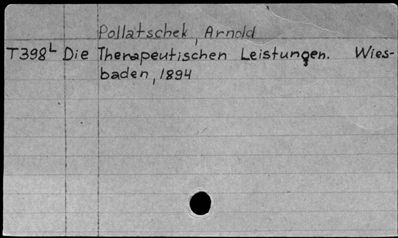 Pollatschek, Arnold
T398L Die Therapeutischen Leistungen. Wies-
baden, 1894